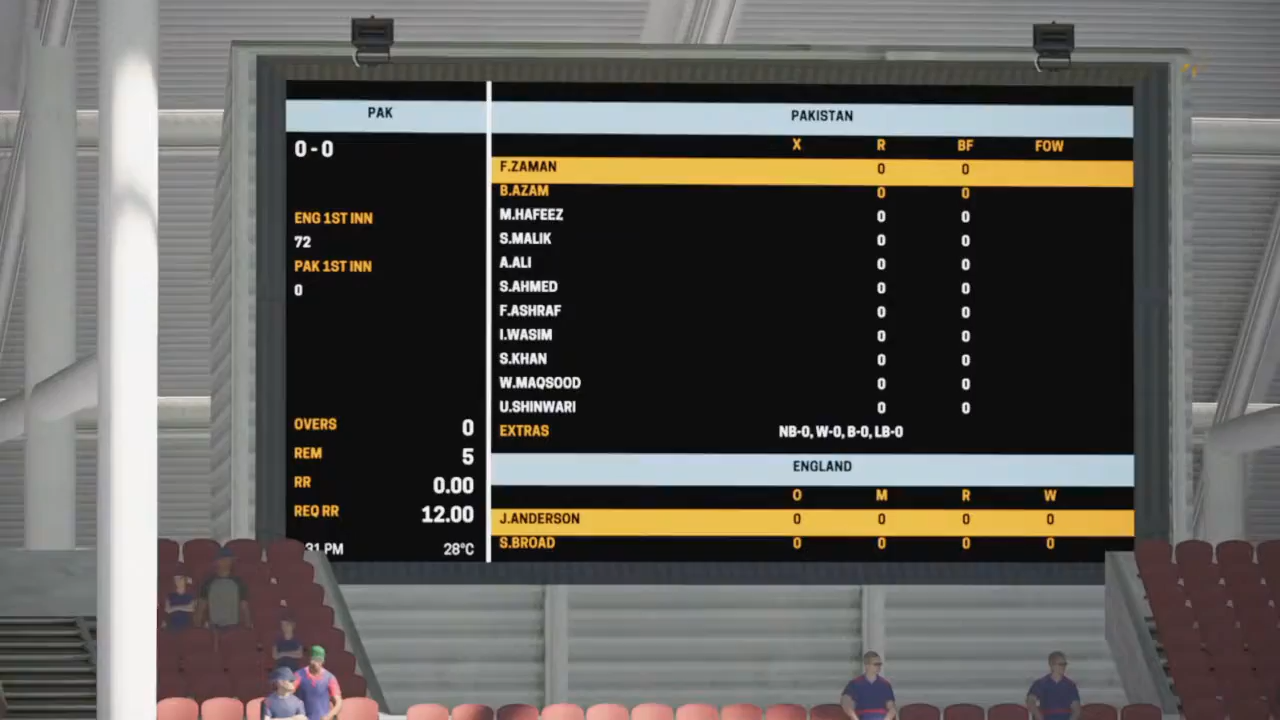 PAK
0 - 0
ENG 1ST INN
72
PAK 1ST INN
0
OVERS 0
REM 5
RR 0.00
REQ RR 12.00
31 PM 28°C
PAKISTAN
X R BF FOW
F.ZAMAN 0 0
B.AZAM 0 0
M.HAFEEZ 0 0
S.MALIK 0 0
A.ALI 0 0
S.AHMED 0 0
F.ASHRAF 0 0
I.WASIM 0 0
S.KHAN 0 0
W.MAQSOOD 0 0
U.SHINWARI 0 0
EXTRAS NB-0, W-0, B-0, LB-0
ENGLAND
O M R W
J.ANDERSON 0 0 0 0
S.BROAD 0 0 0 0